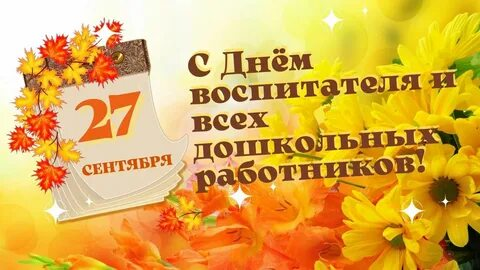 27
СЕНТЯБРЯ
С Днём
воспитателя и
всех
дошкольных
работников!